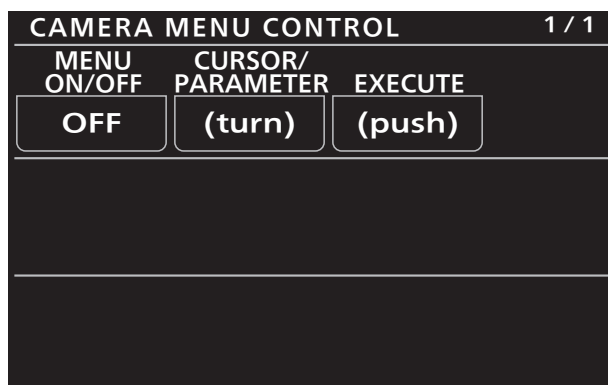 CAMERA MENU CONTROL 1/1
MENU ON/OFF
CURSOR/ PARAMETER
EXECUTE
OFF (turn) (push)